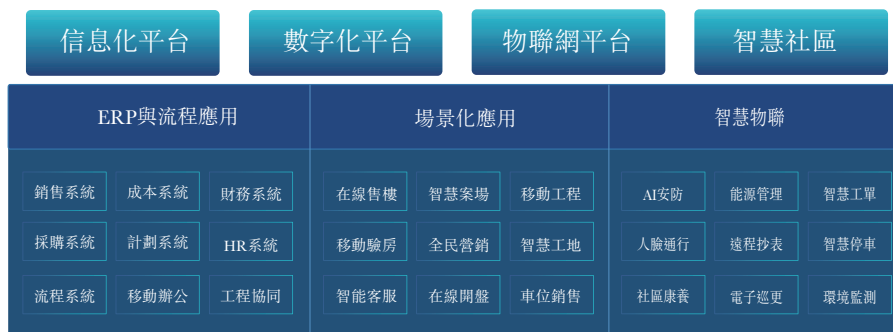 信息化平台 數字化平台 物聯網平台 智慧社區
ERP與流程應用 場景化應用 智慧物聯
銷售系統 成本系統 財務系統 在線售樓 智慧案場 移動工程 AI安防 能源管理 智慧工單
採購系統 計劃系統 HR系統 移動驗房 全民營銷 智慧工地 人臉通行 遠程抄表 智慧停車
流程系統 移動辦公 工程協同 智能客服 在線開盤 車位銷售 社區康養 電子巡更 環境監測